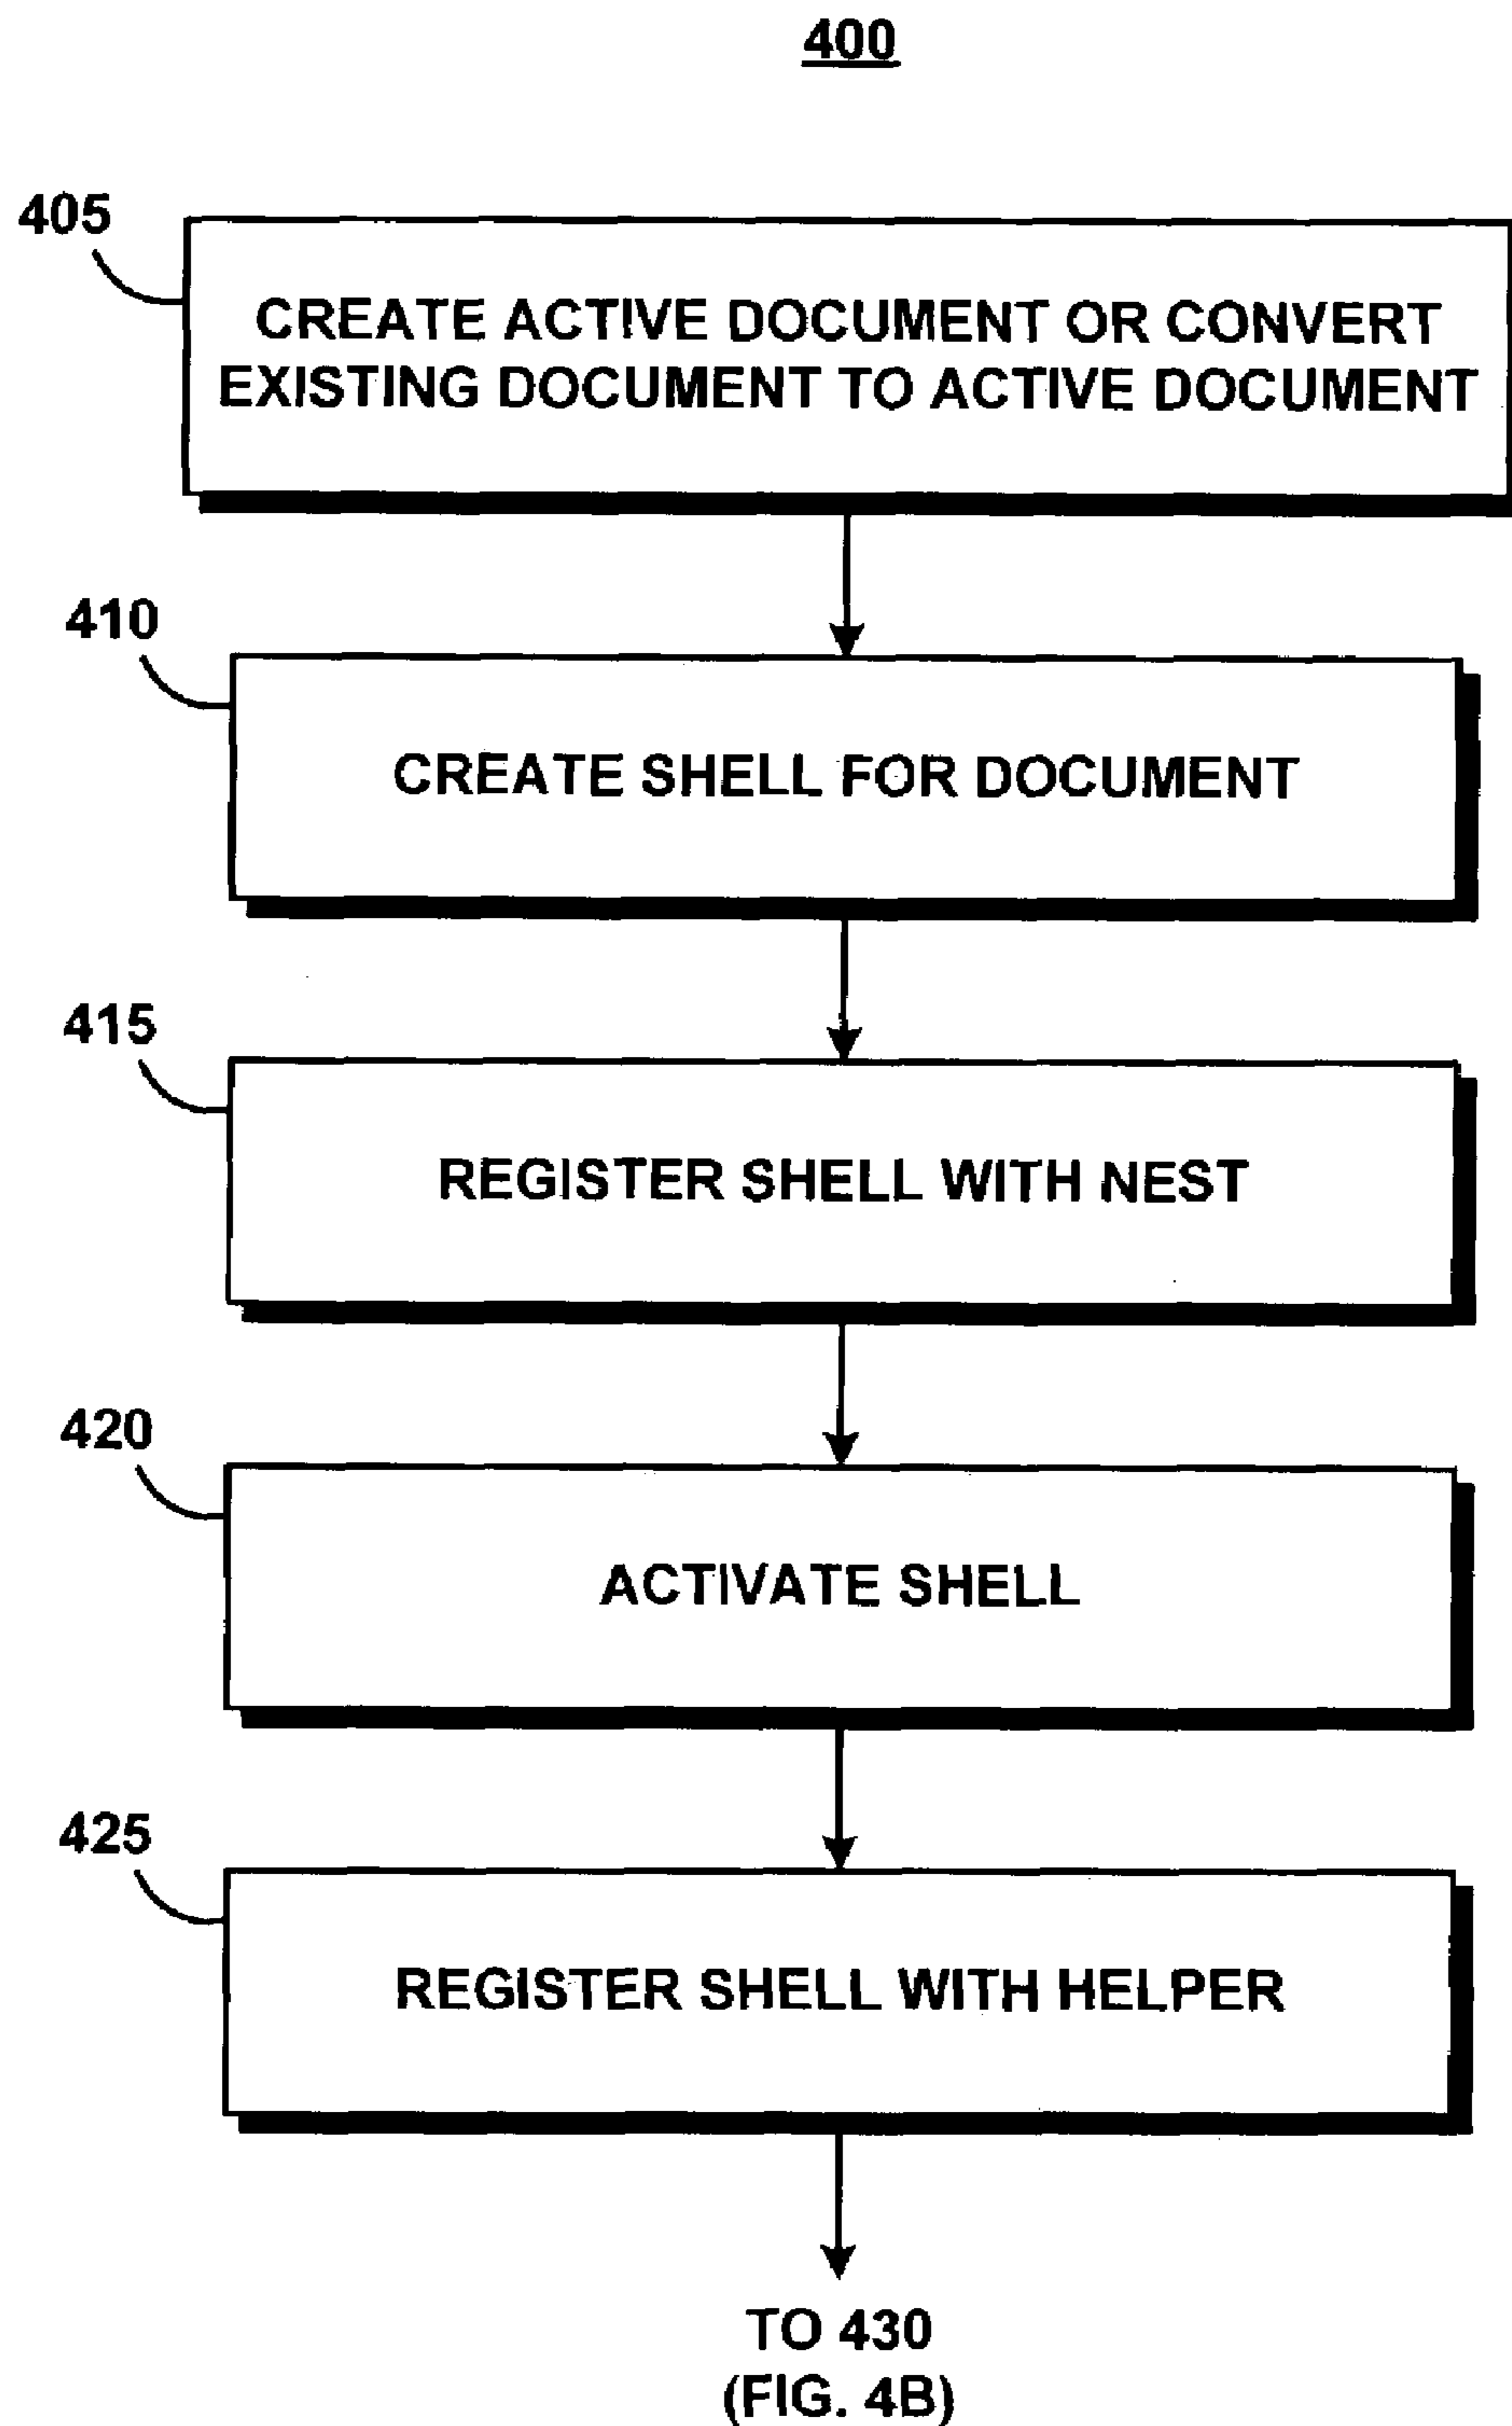 400
405
CREATE ACTIVE DOCUMENT OR CONVERT
EXISTING DOCUMENT TO ACTIVE DOCUMENT
410
CREATE SHELL FOR DOCUMENT
415
REGISTER SHELL WITH NEST
420
ACTIVATE SHELL
425
REGISTER SHELL WITH HELPER
TO 430
(FIG. 4B)